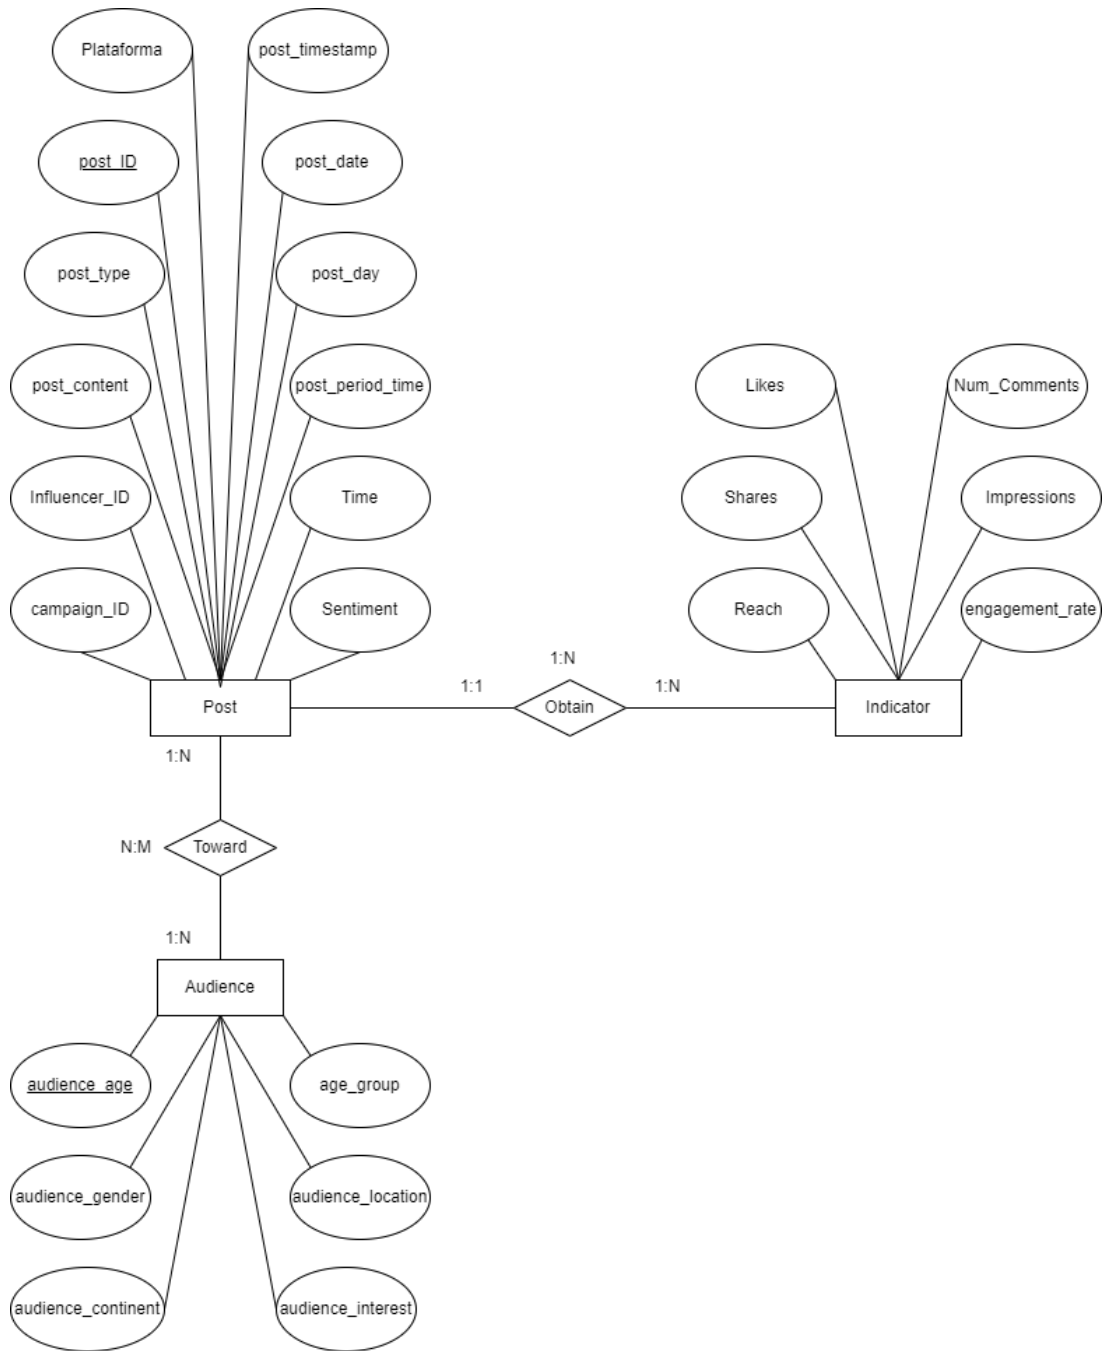 Plataforma
post_timestamp
post_ID
post_date
post_type
post_day
post_content
post_period_time
Likes
Num_Comments
Influencer_ID
Time
Shares
Impressions
campaign_ID
Sentiment
Reach
engagement_rate
1:N
1:1
1:N
Post
Obtain
Indicator
1:N
N:M
Toward
1:N
Audience
audience_age
age_group
audience_gender
audience_location
audience_continent
audience_interest